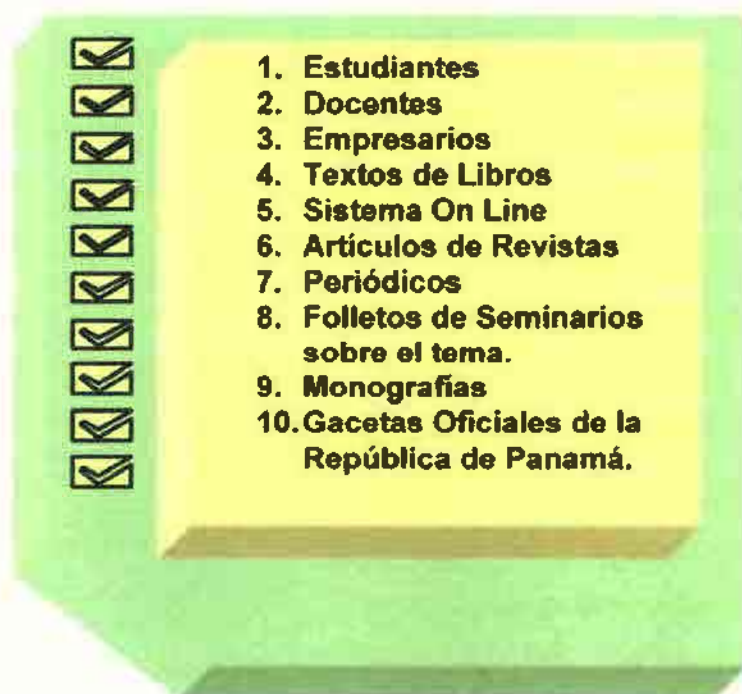 1. Estudiantes
2. Docentes
3. Empresarios
4. Textos de Libros
5. Sistema On Line
6. Artículos de Revistas
7. Periódicos
8. Folletos de Seminarios
sobre el tema.
9. Monografías
10. Gacetas Oficiales de la
República de Panamá.